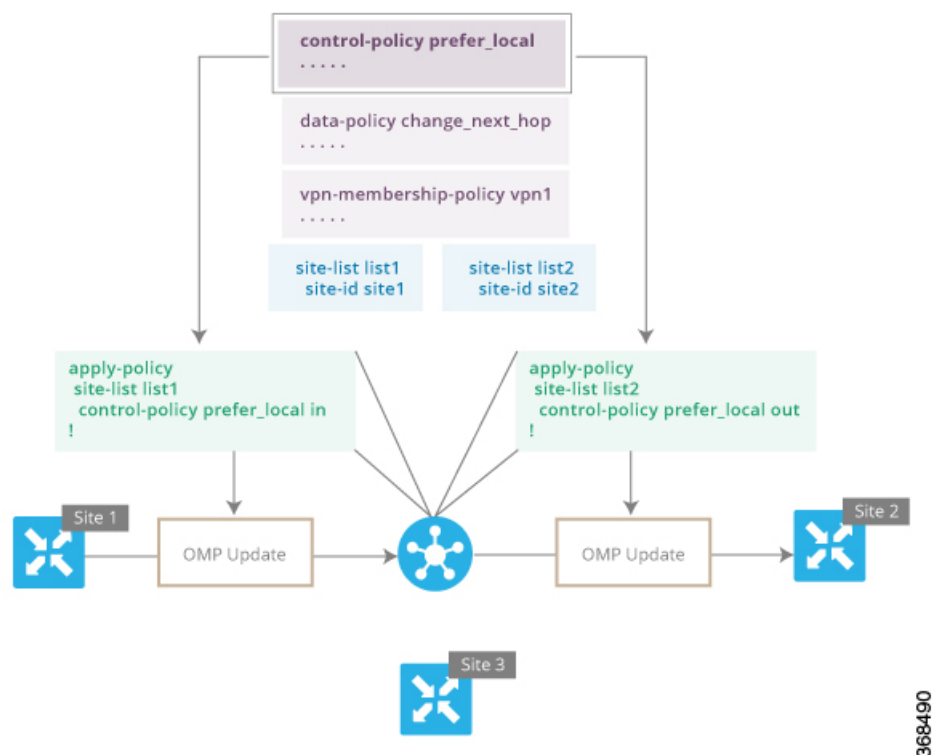 control-policy prefer_local
. . . . .
data-policy change_next_hop
. . . . .
vpn-membership-policy vpn1
. . . . .
site-list list1
site-id site1
site-list list2
site-id site2
apply-policy
site-list list1
control-policy prefer_local in
!
apply-policy
site-list list2
control-policy prefer_local out
!
Site 1
OMP Update
OMP Update
Site 2
Site 3
368490